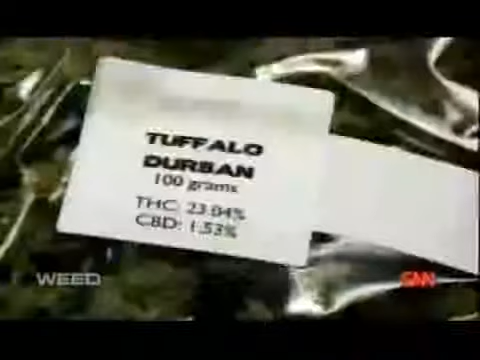 TUFFALO
DURBAN
100 grams
THC: 23.04%
CBD: 1.53%
WEED
CNN